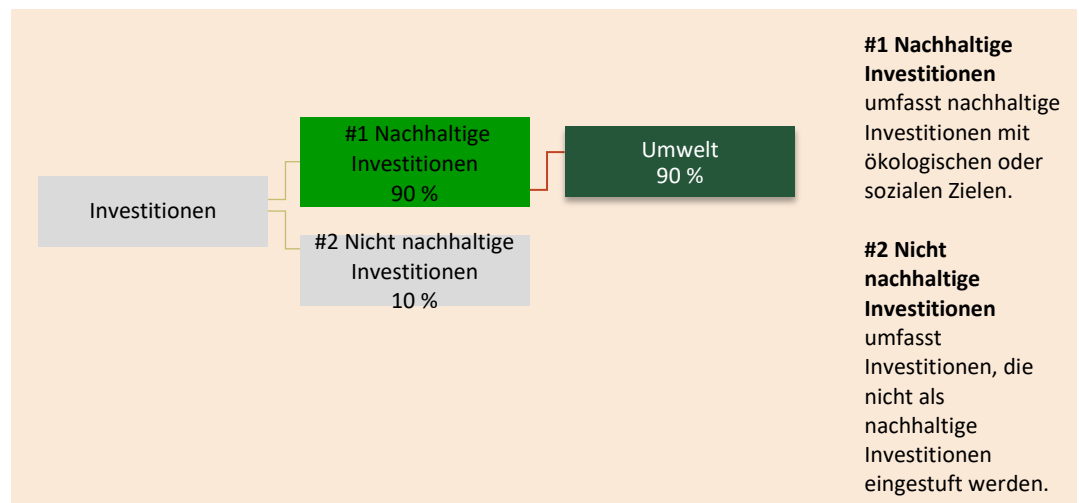 Investitionen
#1 Nachhaltige
Investitionen
90 %
#2 Nicht nachhaltige
Investitionen
10 %
Umwelt
90 %
#1 Nachhaltige
Investitionen
umfasst nachhaltige
Investitionen mit
ökologischen oder
sozialen Zielen.
#2 Nicht
nachhaltige
Investitionen
umfasst
Investitionen, die
nicht als
nachhaltige
Investitionen
eingestuft werden.